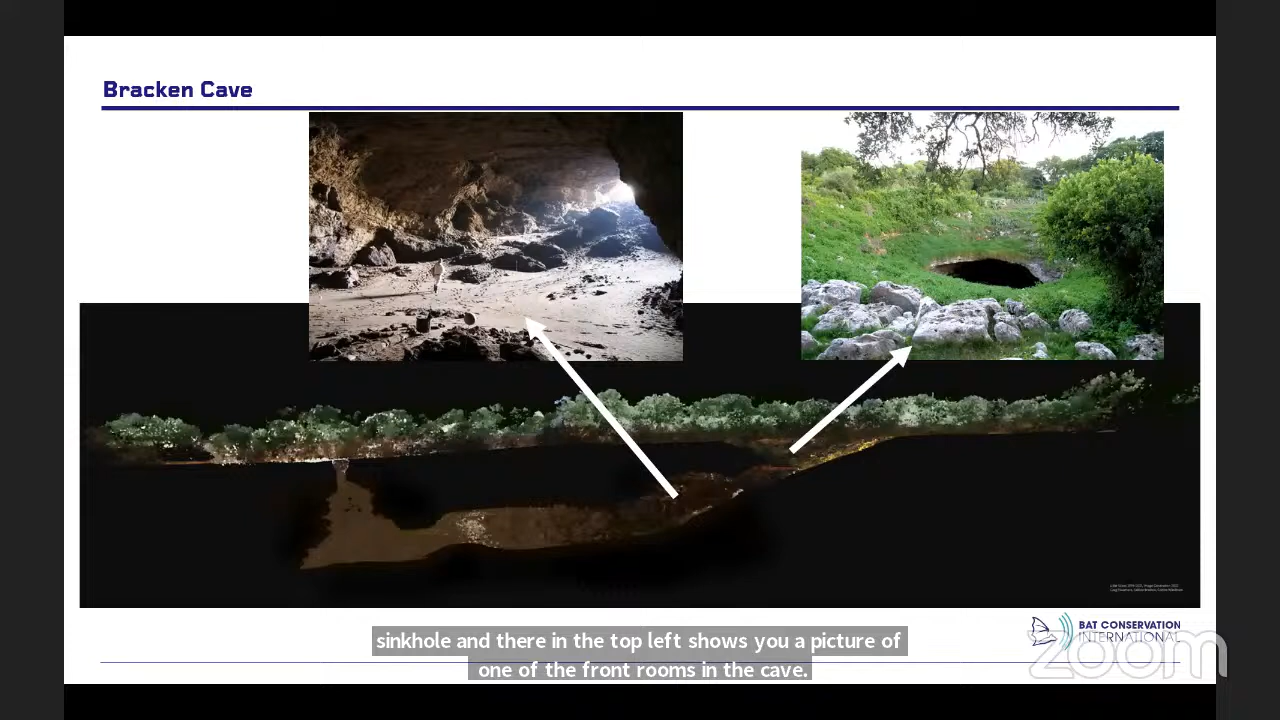 Bracken Cave
sinkhole and there in the top left shows you a picture of
one of the front rooms in the cave.
BAT CONSERVATION
INTERNATIONAL
zoom